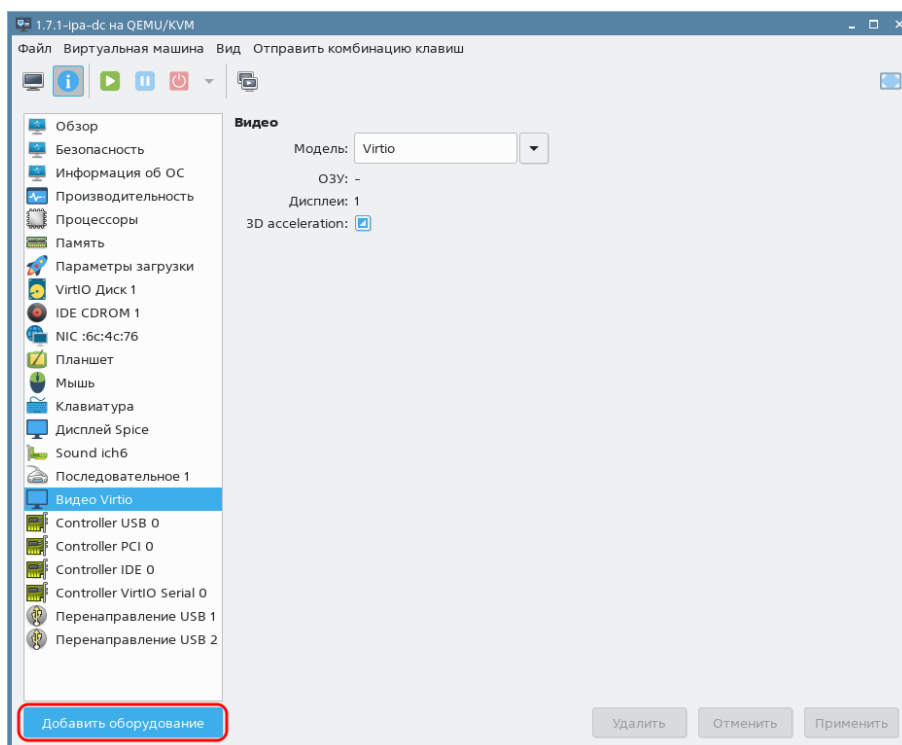 1.7.1-ipa-dc на QEMU/KVM
Файл Виртуальная машина Вид Отправить комбинацию клавиш
Обзор
Безопасность
Информация об ОС
Производительность
Процессоры
Память
Параметры загрузки
VirtIO Диск 1
IDE CDROM 1
NIC :6c:4c:76
Планшет
Мышь
Клавиатура
Дисплей Spice
Sound ich6
Последовательное 1
Видео Virtio
Controller USB 0
Controller PCI 0
Controller IDE 0
Controller VirtIO Serial 0
Перенаправление USB 1
Перенаправление USB 2
Добавить оборудование
Видео
Модель: Virtio
ОЗУ: -
Дисплеи: 1
3D acceleration:
Удалить Отменить Применить